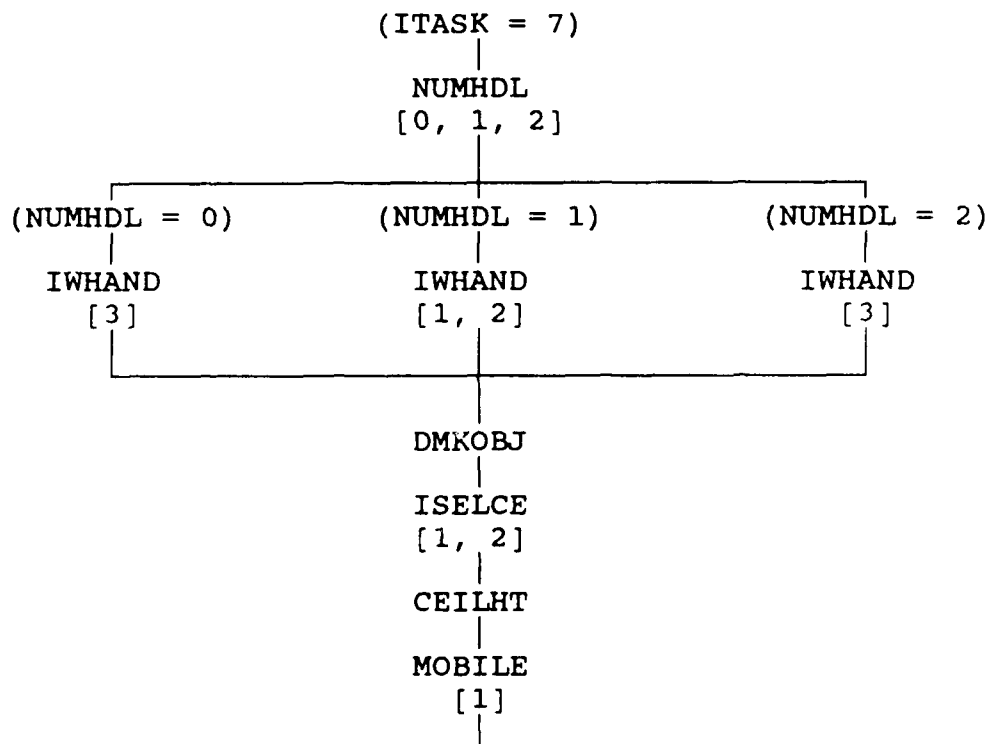 (ITASK = 7)
NUMHDL
[0, 1, 2]
(NUMHDL = 0) (NUMHDL = 1) (NUMHDL = 2)
IWHAND IWHAND IWHAND
[3] [1, 2] [3]
DMKOBJ
ISELCE
[1, 2]
CEILHT
MOBILE
[1]